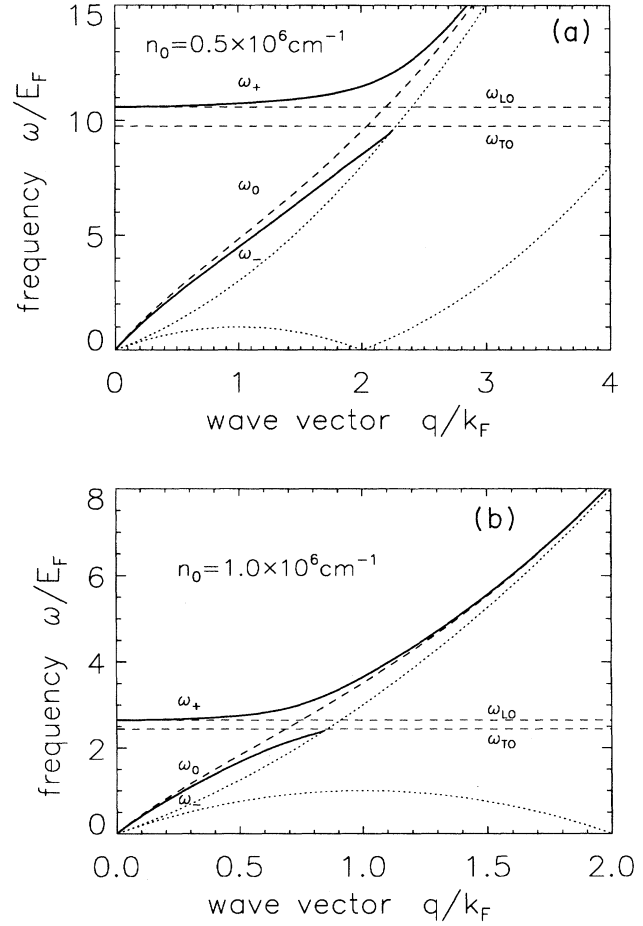 (a)
n₀=0.5×10⁶cm⁻¹
ω₊
ω_LO
ω_TO
ω₀
ω₋
15
10
5
0
frequency ω/E_F
0 1 2 3 4
wave vector q/k_F
(b)
n₀=1.0×10⁶cm⁻¹
ω₊
ω_LO
ω_TO
ω₀
ω₋
8
6
4
2
0
frequency ω/E_F
0.0 0.5 1.0 1.5 2.0
wave vector q/k_F